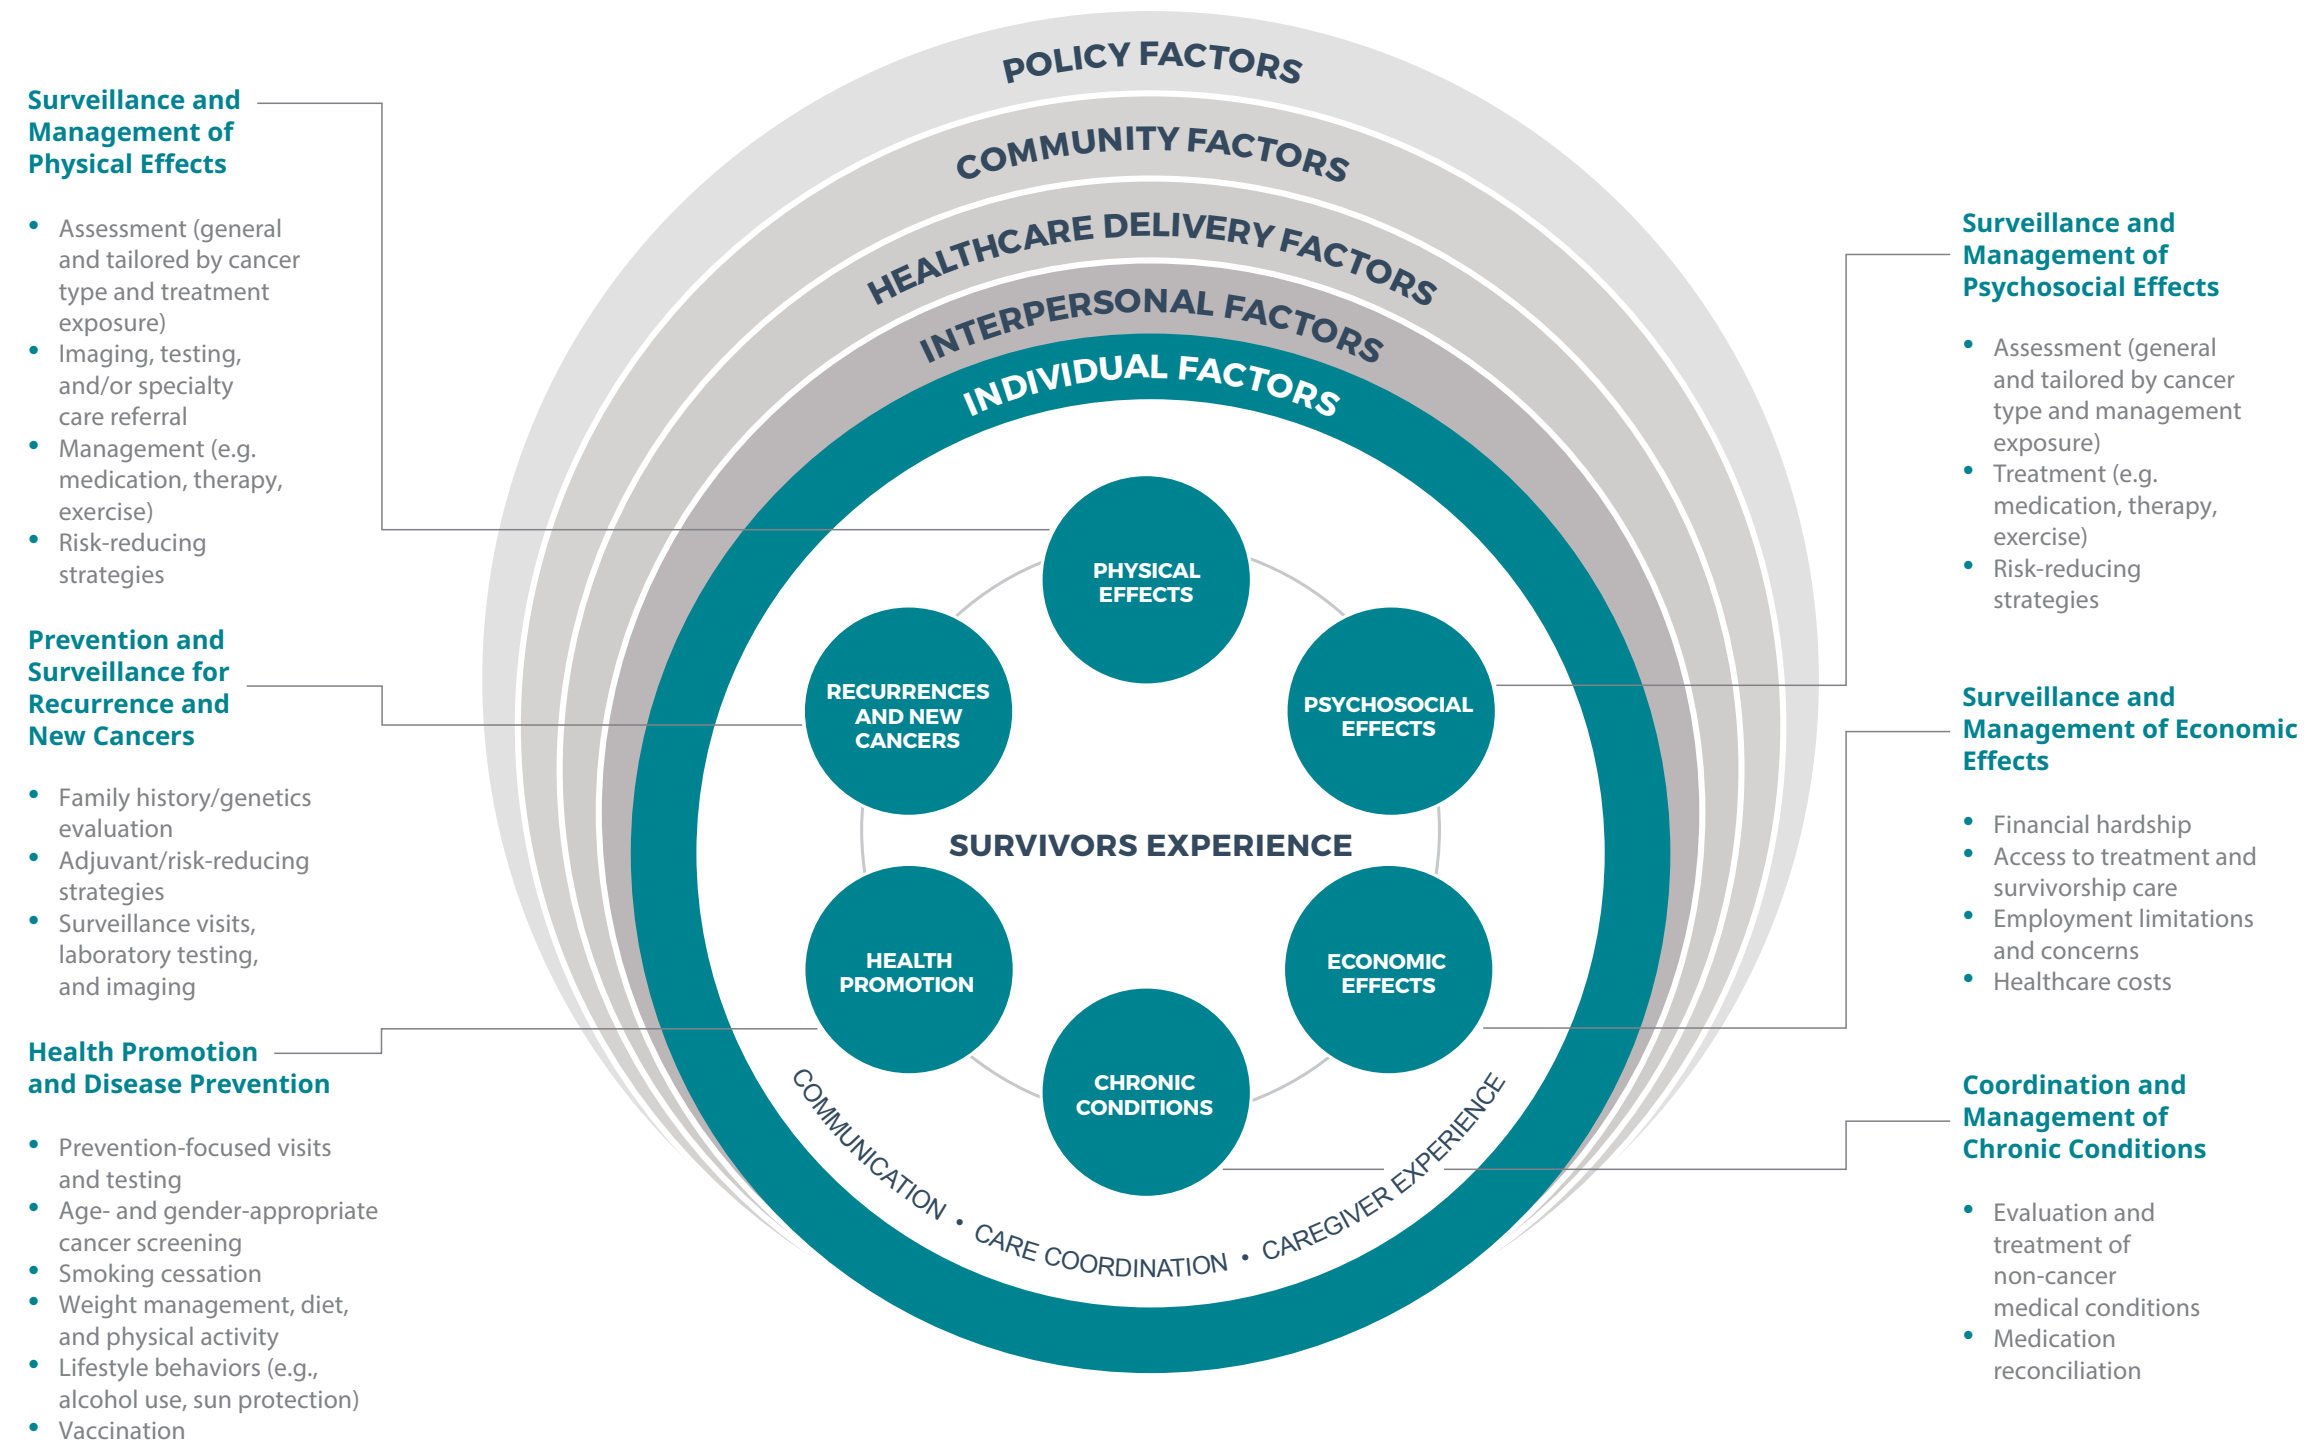 POLICY FACTORS
COMMUNITY FACTORS
HEALTHCARE DELIVERY FACTORS
INTERPERSONAL FACTORS
INDIVIDUAL FACTORS
Surveillance and
Management of
Physical Effects
• Assessment (general
and tailored by cancer
type and treatment
exposure)
• Imaging, testing,
and/or specialty
care referral
• Management (e.g.
medication, therapy,
exercise)
• Risk-reducing
strategies
Prevention and
Surveillance for
Recurrence and
New Cancers
• Family history/genetics
evaluation
• Adjuvant/risk-reducing
strategies
• Surveillance visits,
laboratory testing,
and imaging
Health Promotion
and Disease Prevention
• Prevention-focused visits
and testing
• Age- and gender-appropriate
cancer screening
• Smoking cessation
• Weight management, diet,
and physical activity
• Lifestyle behaviors (e.g.,
alcohol use, sun protection)
• Vaccination
PHYSICAL
EFFECTS
RECURRENCES
AND NEW
CANCERS
PSYCHOSOCIAL
EFFECTS
SURVIVORS EXPERIENCE
HEALTH
PROMOTION
ECONOMIC
EFFECTS
CHRONIC
CONDITIONS
COMMUNICATION • CARE COORDINATION • CAREGIVER EXPERIENCE
Surveillance and
Management of
Psychosocial Effects
• Assessment (general
and tailored by cancer
type and management
exposure)
• Treatment (e.g.
medication, therapy,
exercise)
• Risk-reducing
strategies
Surveillance and
Management of Economic
Effects
• Financial hardship
• Access to treatment and
survivorship care
• Employment limitations
and concerns
• Healthcare costs
Coordination and
Management of
Chronic Conditions
• Evaluation and
treatment of
non-cancer
medical conditions
• Medication
reconciliation